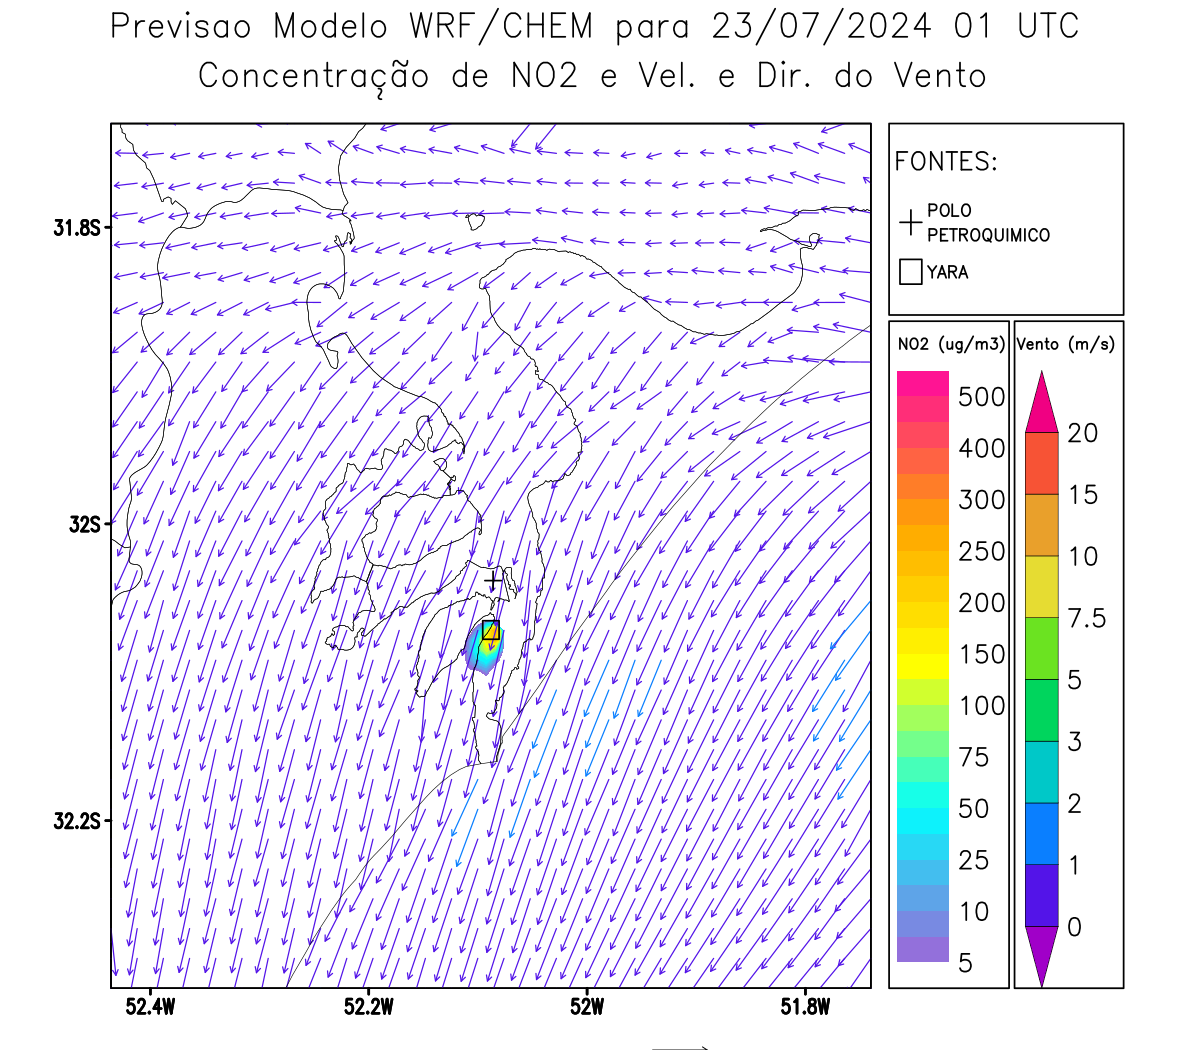 Previsao Modelo WRF/CHEM para 23/07/2024 01 UTC
Concentração de NO2 e Vel. e Dir. do Vento
FONTES:
POLO
PETROQUIMICO
YARA
NO2 (ug/m3)
500
400
300
250
200
150
100
75
50
25
10
5
Vento (m/s)
20
15
10
7.5
5
3
2
1
0
31.8S
32S
32.2S
52.4W
52.2W
52W
51.8W